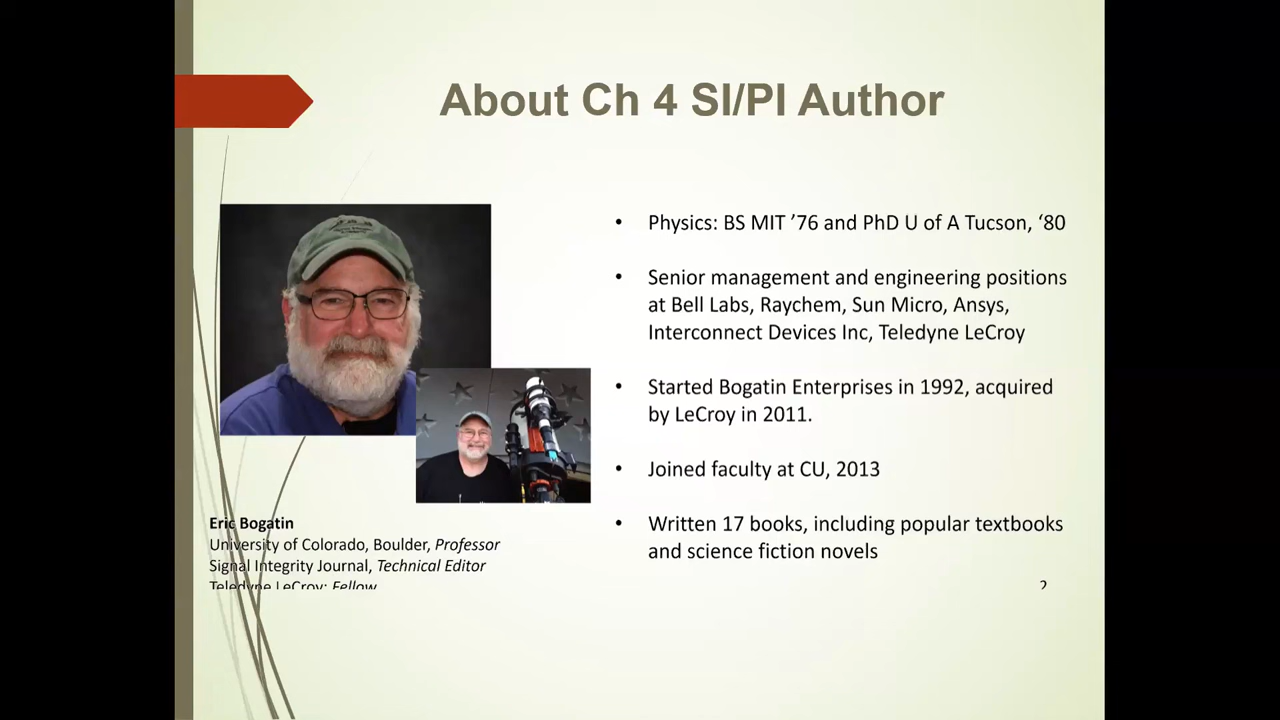 About Ch 4 SI/PI Author
• Physics: BS MIT ’76 and PhD U of A Tucson, ‘80
• Senior management and engineering positions
at Bell Labs, Raychem, Sun Micro, Ansys,
Interconnect Devices Inc, Teledyne LeCroy
• Started Bogatin Enterprises in 1992, acquired
by LeCroy in 2011.
• Joined faculty at CU, 2013
• Written 17 books, including popular textbooks
and science fiction novels
Eric Bogatin
University of Colorado, Boulder, Professor
Signal Integrity Journal, Technical Editor
Teledyne LeCroy: Fellow
2